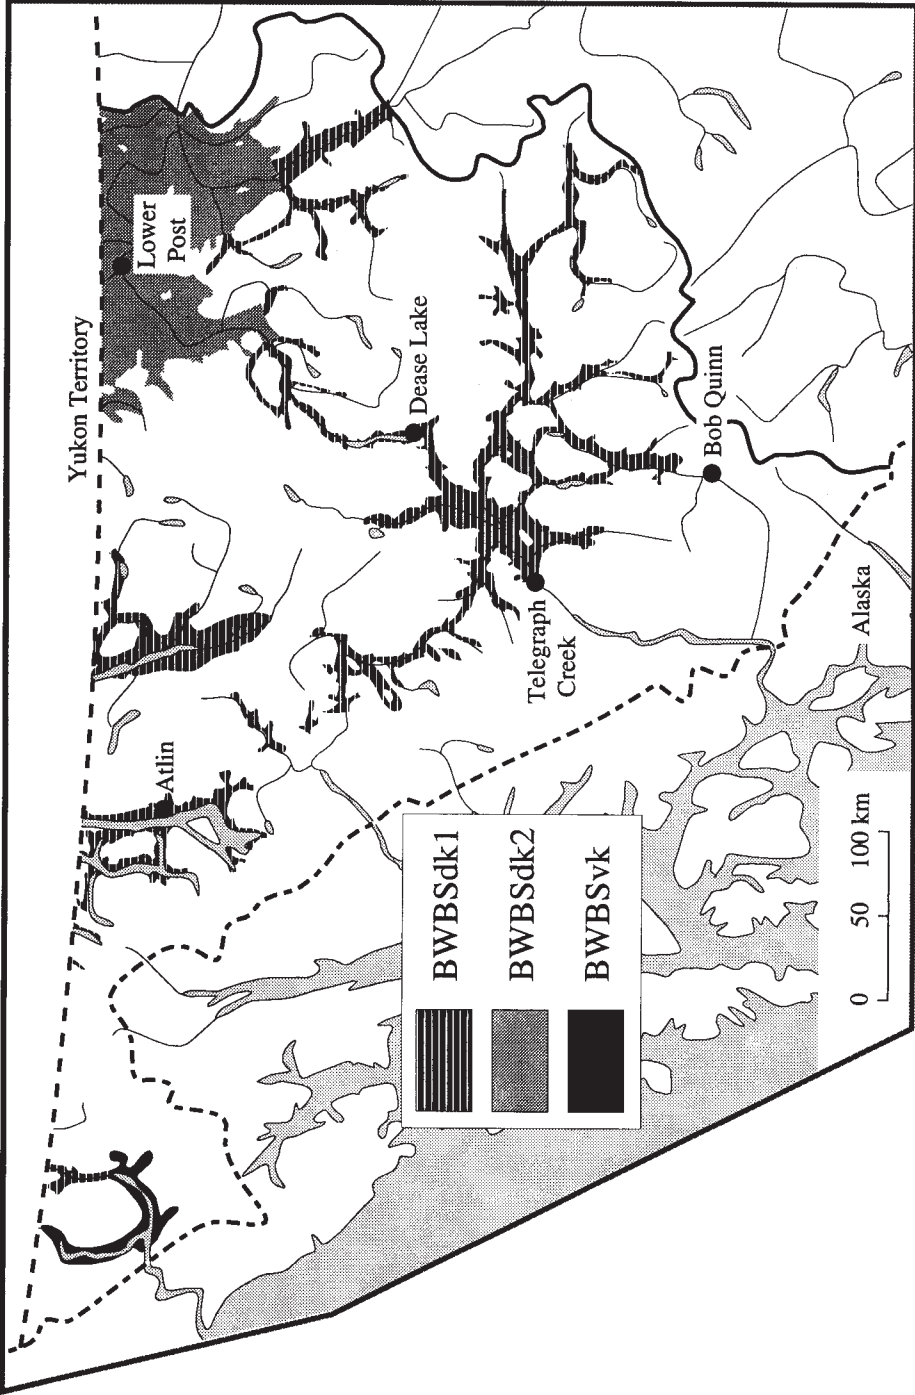 Yukon Territory
Lower
Post
Atlin
Dease Lake
Telegraph
Creek
Bob Quinn
Alaska
BWBSdk1
BWBSdk2
BWBSvk
0 50 100 km